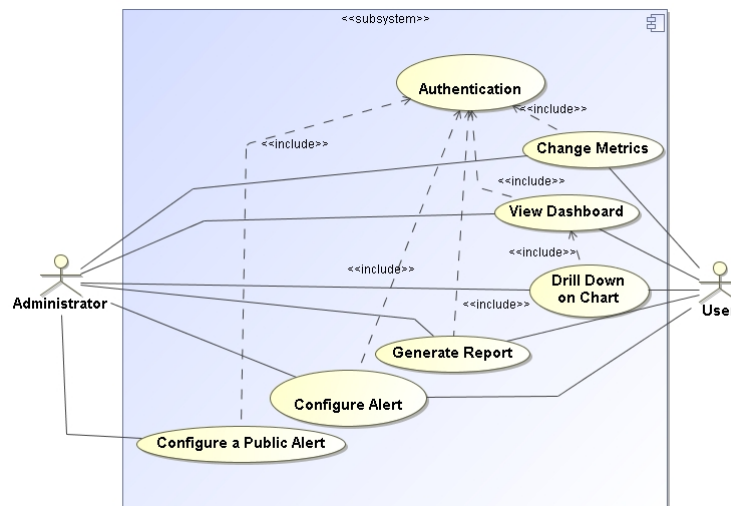 <<subsystem>>
Authentication
<<include>>
<<include>>
Change Metrics
<<include>>
View Dashboard
<<include>>
<<include>>
Drill Down
on Chart
<<include>>
Administrator
User
Generate Report
Configure Alert
Configure a Public Alert